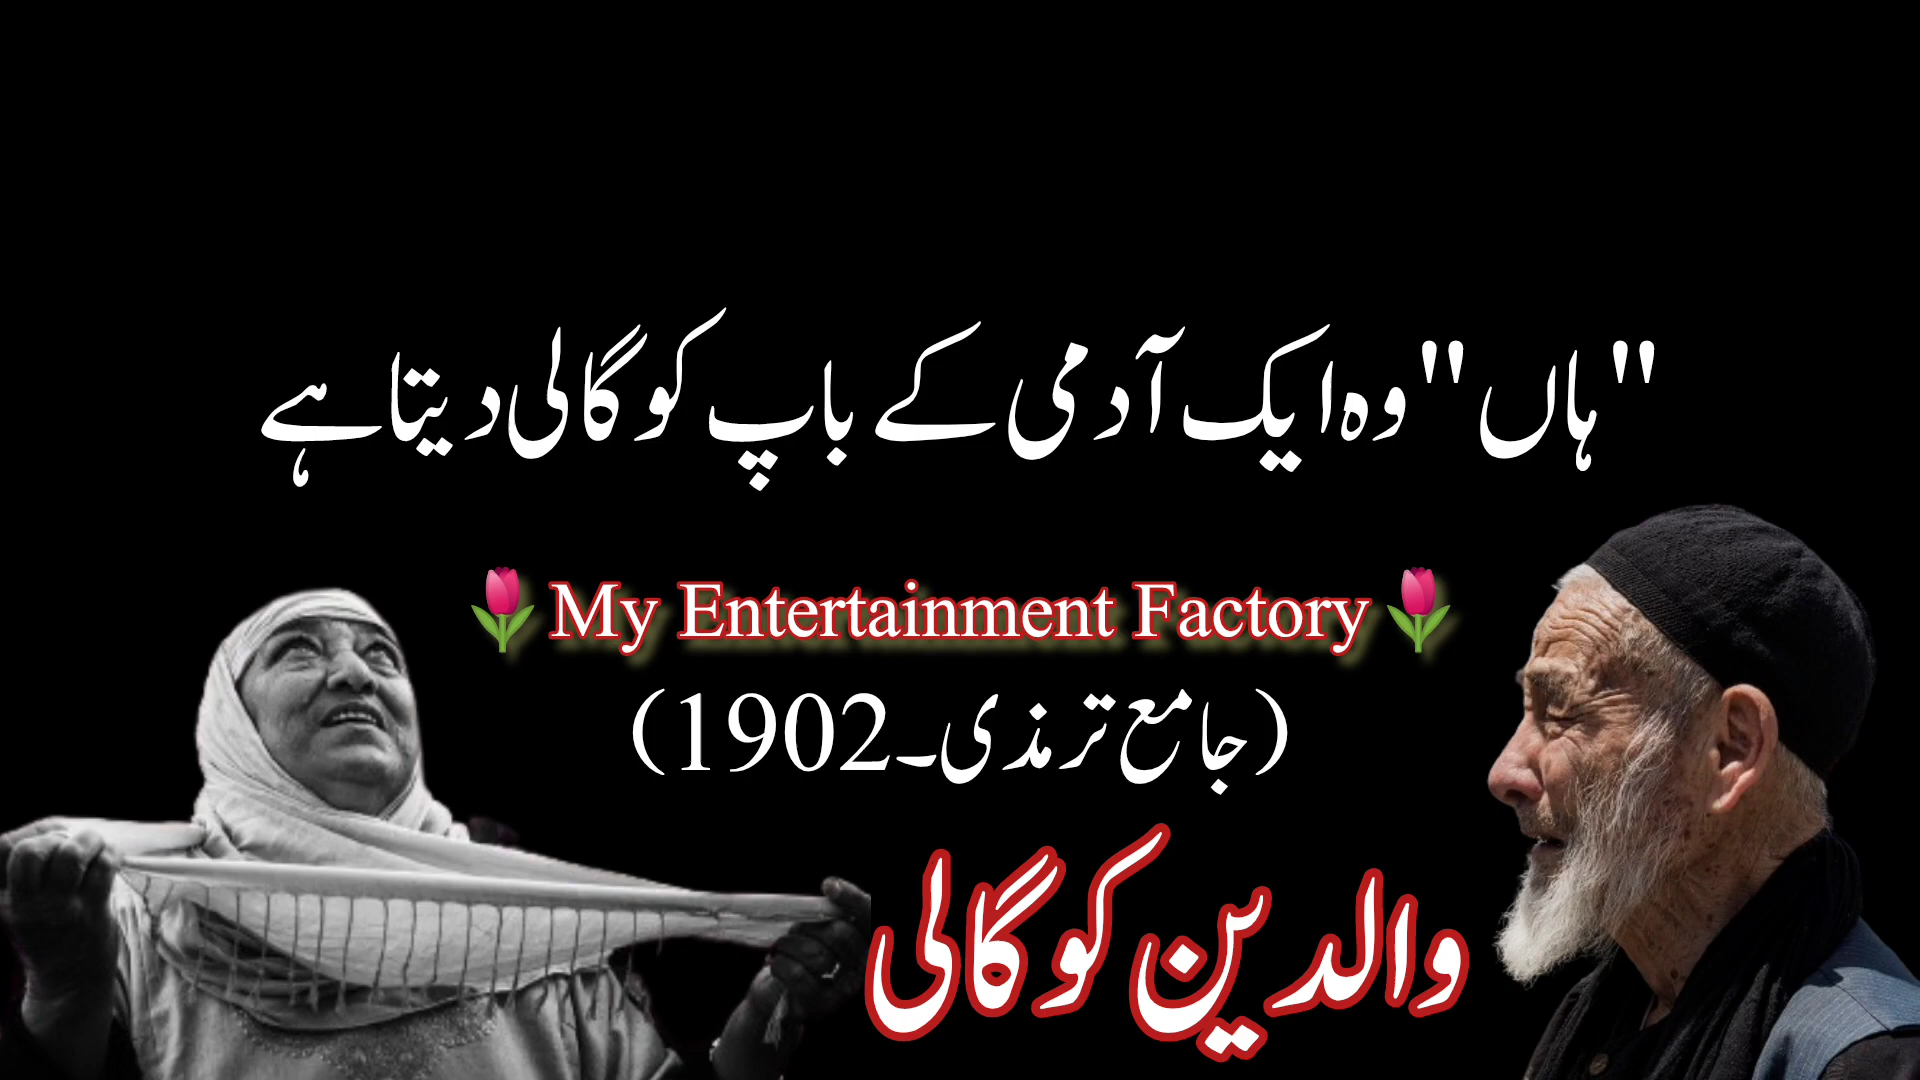 "ہاں" وہ ایک آدمی کے باپ کو گالی دیتا ہے
🌷My Entertainment Factory🌷
(جامع ترمذی۔1902)
والدین کو گالی